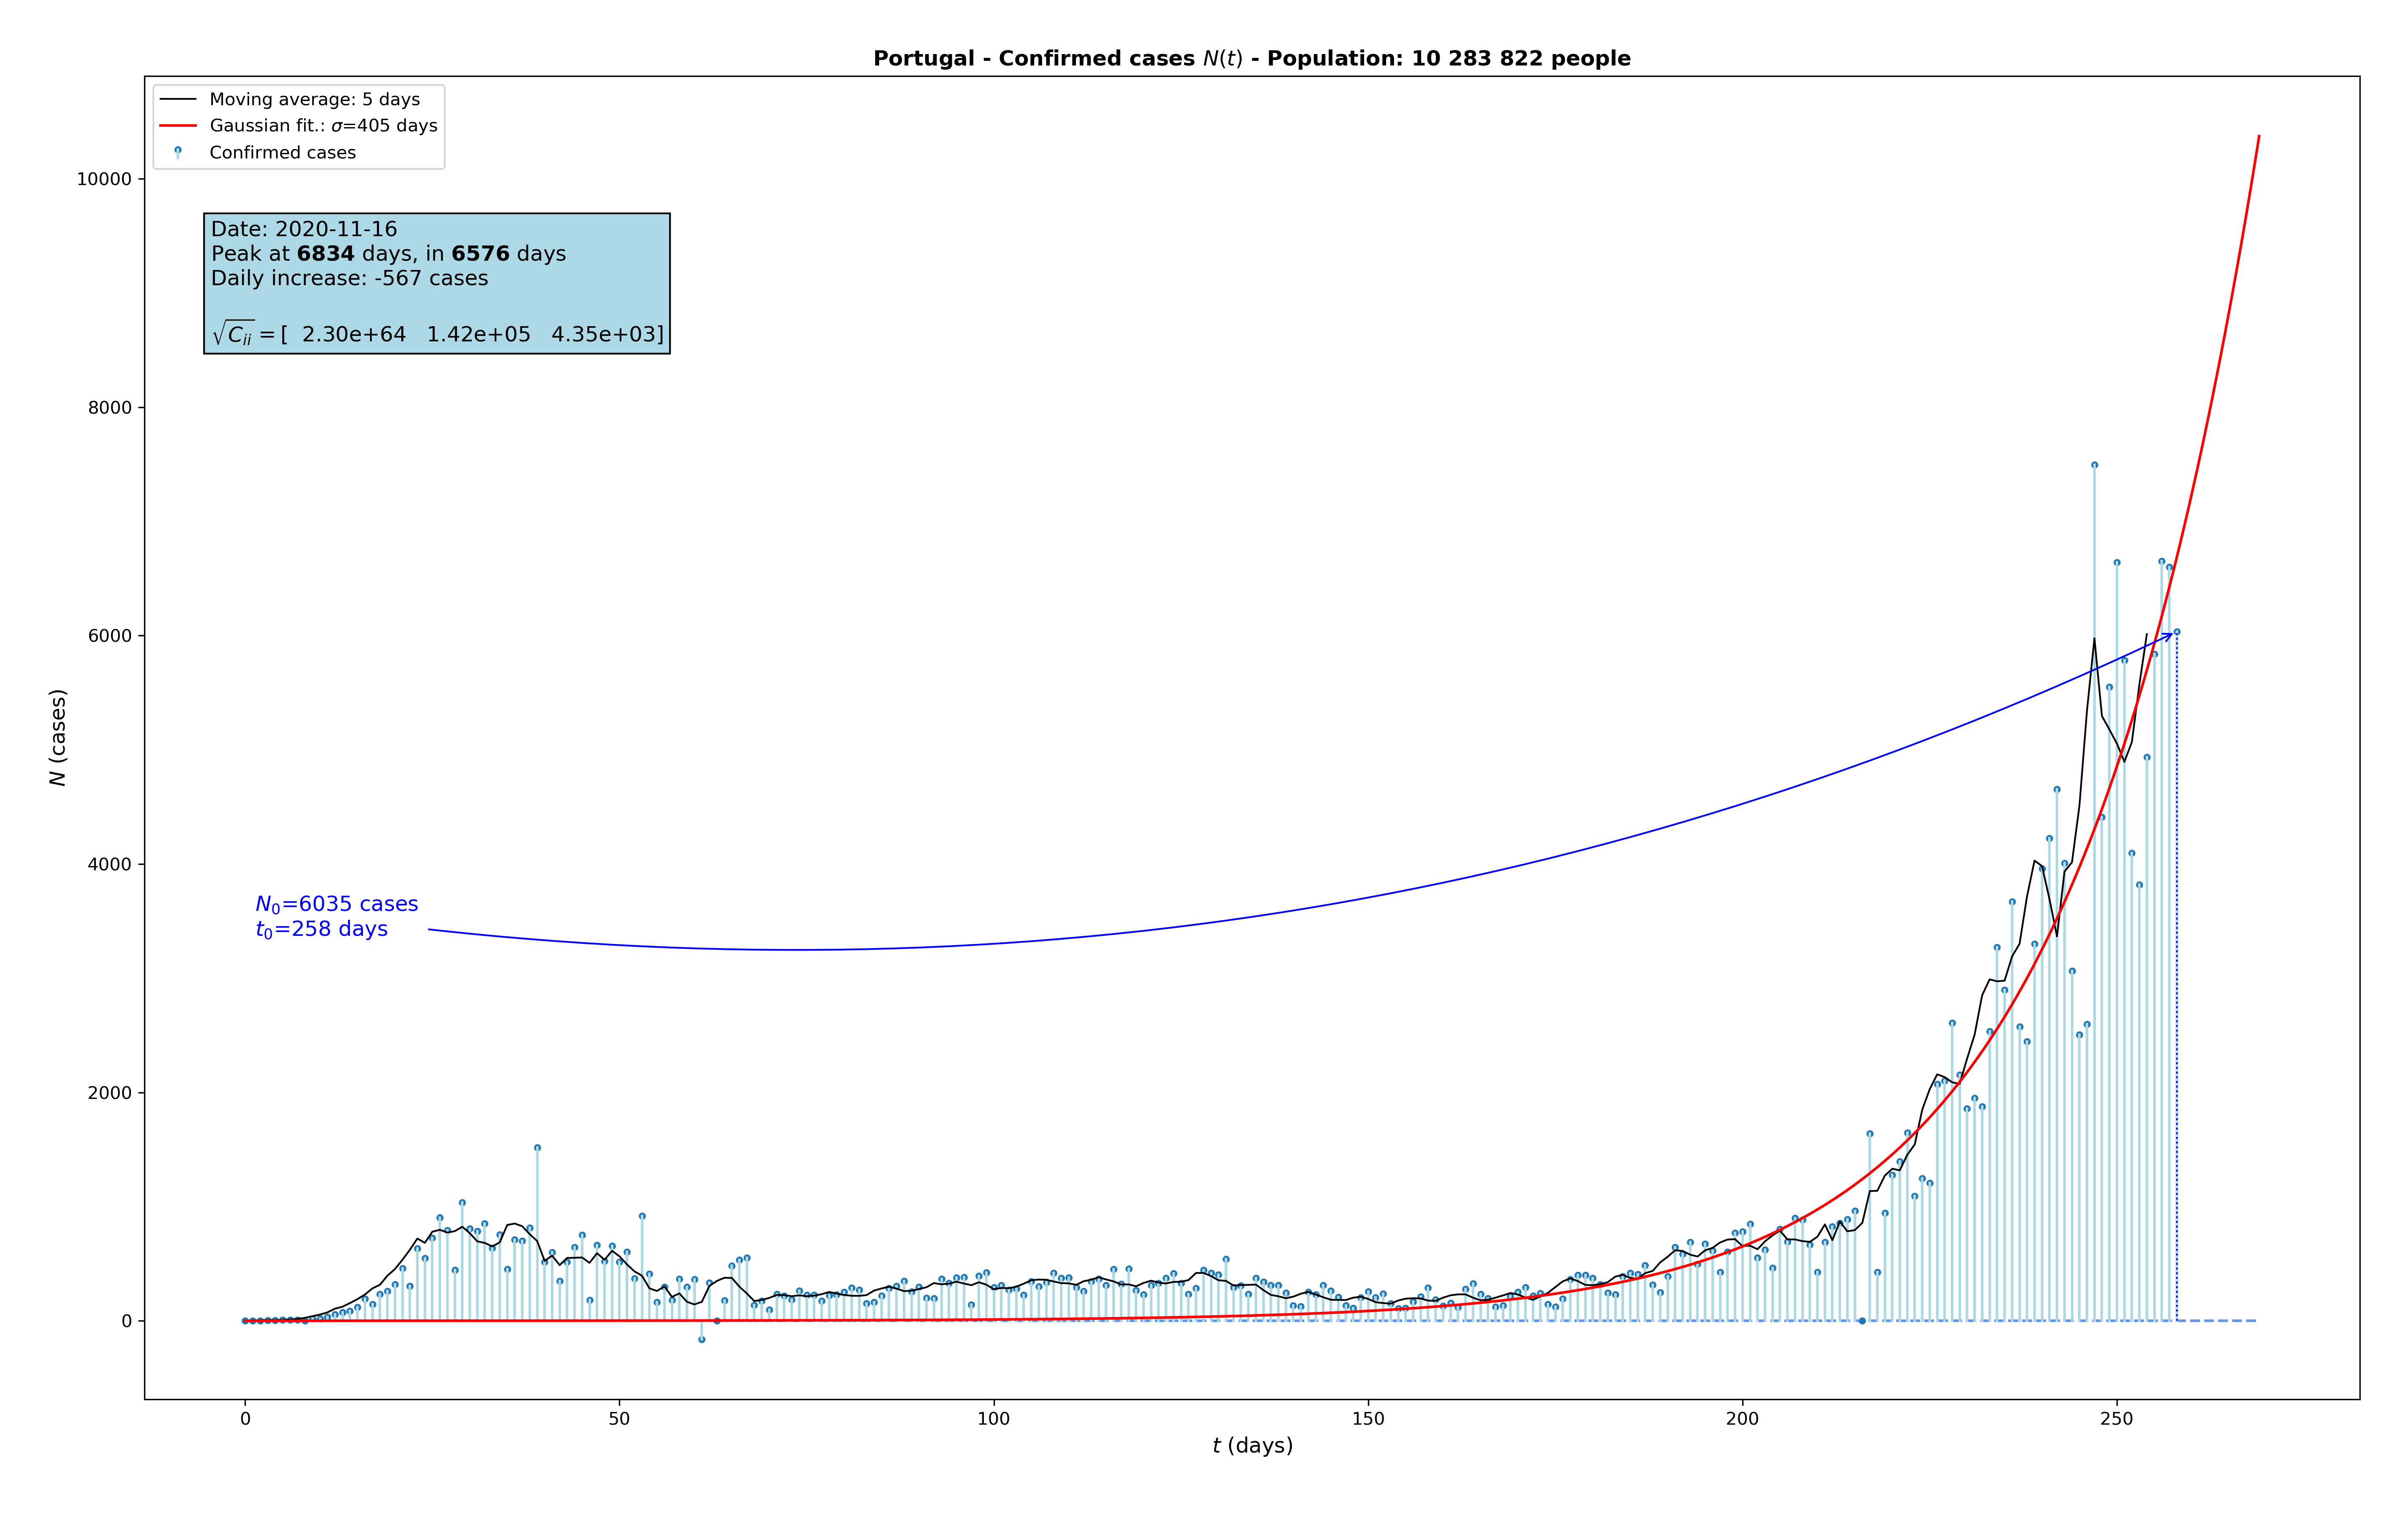 Portugal - Confirmed cases N(t) - Population: 10 283 822 people
Moving average: 5 days
Gaussian fit.: σ=405 days
Confirmed cases
Date: 2020-11-16
Peak at 6834 days, in 6576 days
Daily increase: -567 cases
√Cᵢᵢ = [ 2.30e+64 1.42e+05 4.35e+03]
N₀=6035 cases
t₀=258 days
N (cases)
10000
8000
6000
4000
2000
0
0 50 100 150 200 250
t (days)